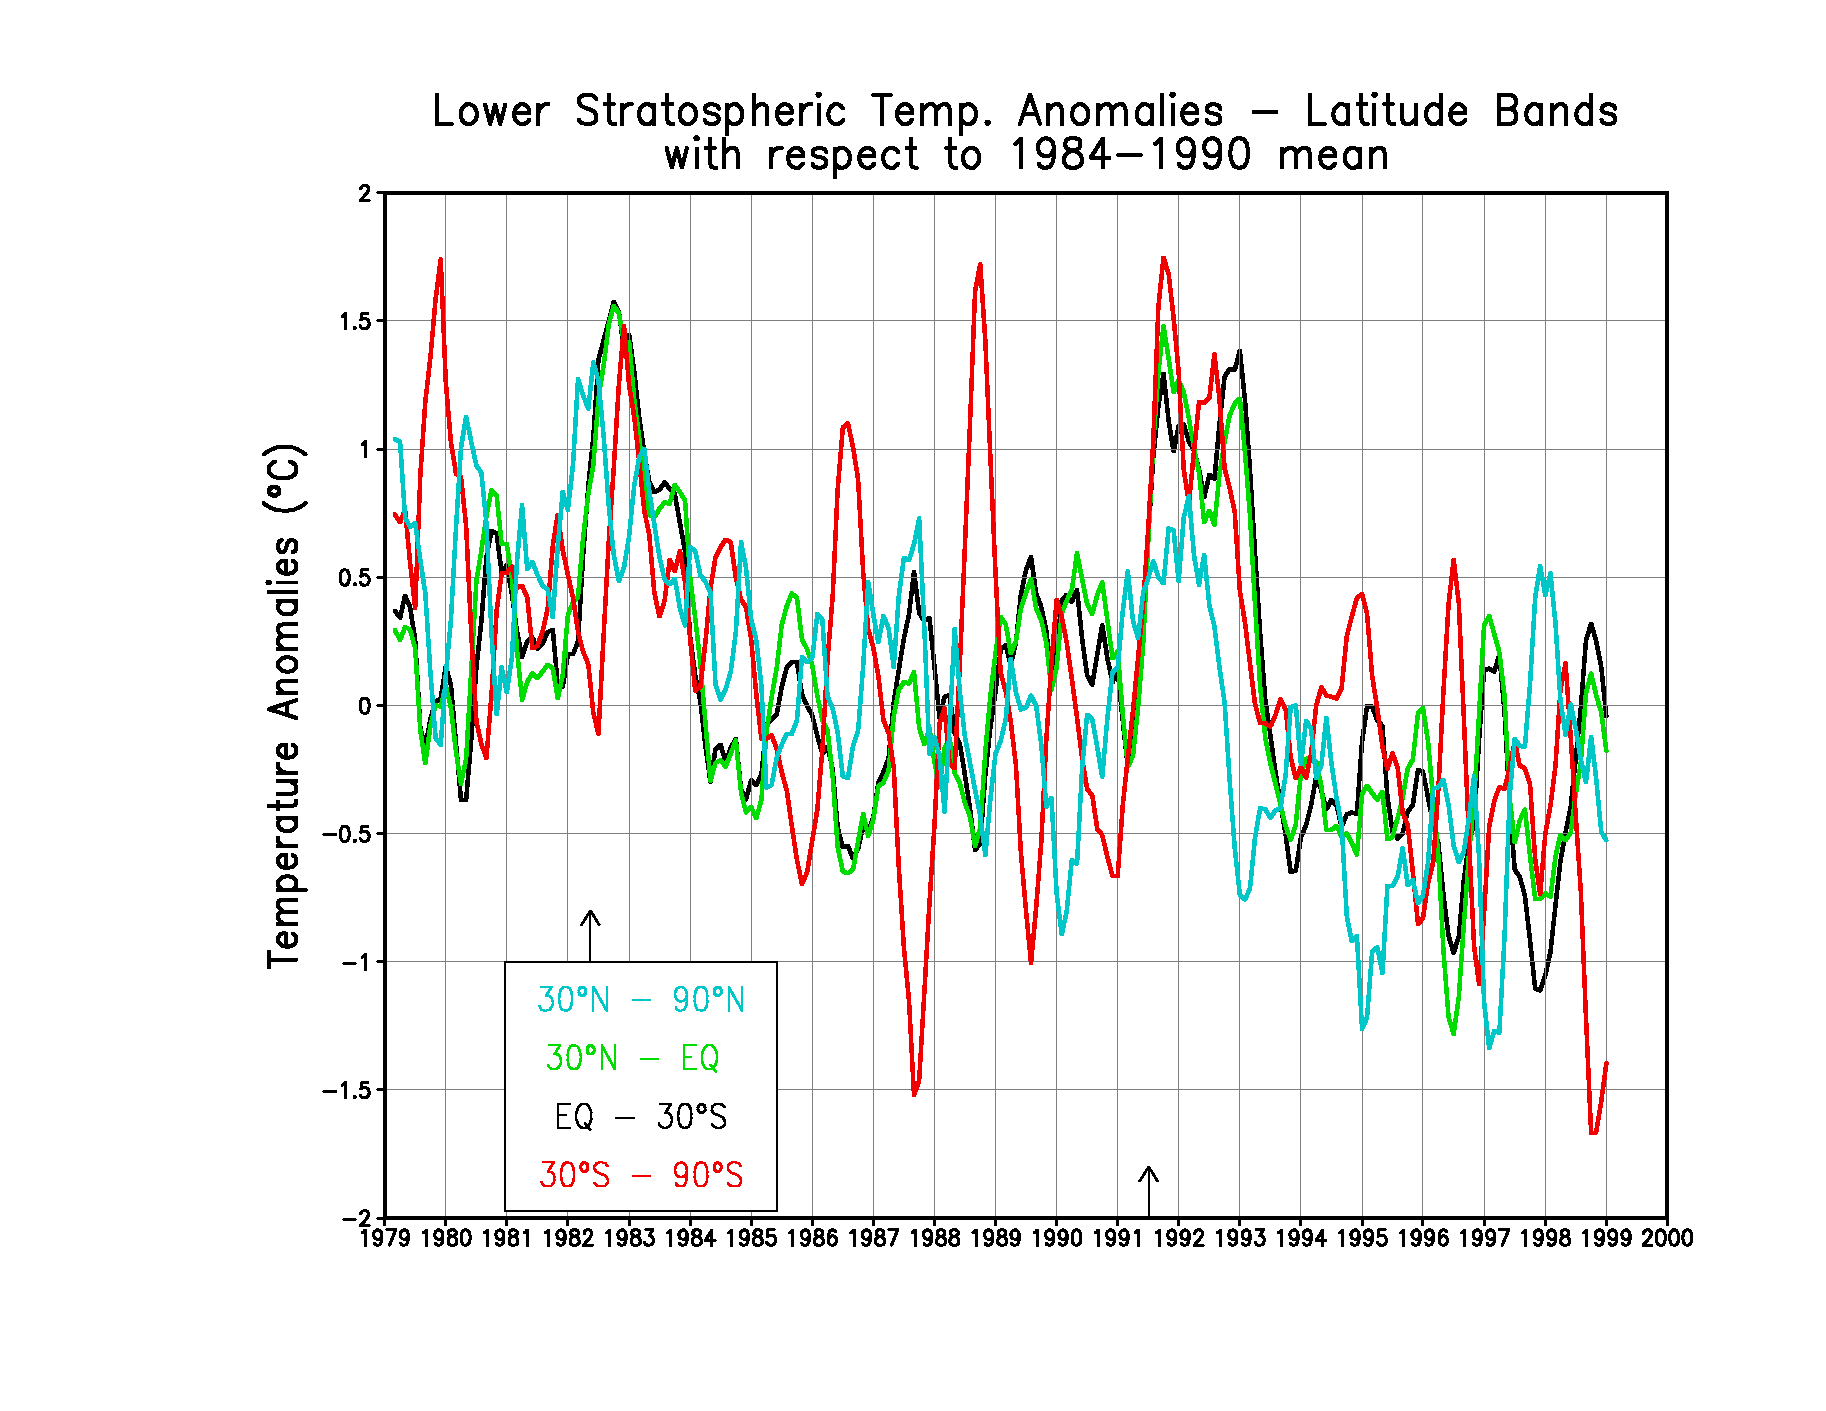 Lower Stratospheric Temp. Anomalies – Latitude Bands
with respect to 1984–1990 mean
Temperature Anomalies (°C)
2
1.5
1
0.5
0
−0.5
−1
−1.5
−2
30°N – 90°N
30°N – EQ
EQ – 30°S
30°S – 90°S
1979 1980 1981 1982 1983 1984 1985 1986 1987 1988 1989 1990 1991 1992 1993 1994 1995 1996 1997 1998 1999 2000